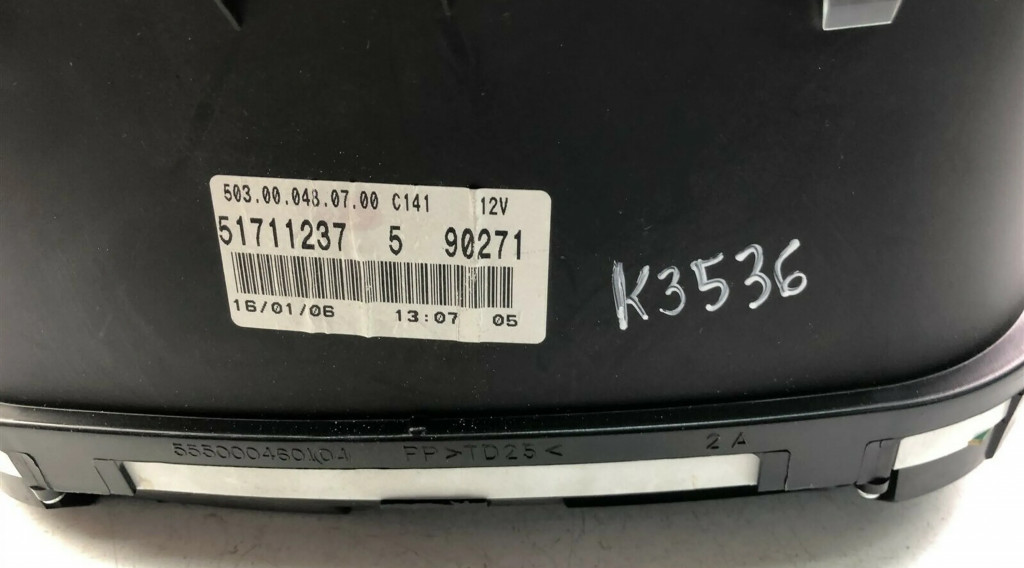 503.00.048.07.00 C141 12V
51711237 5 90271
16/01/06 13:07 05
K3536
555000460101 PP>TD25< 2A